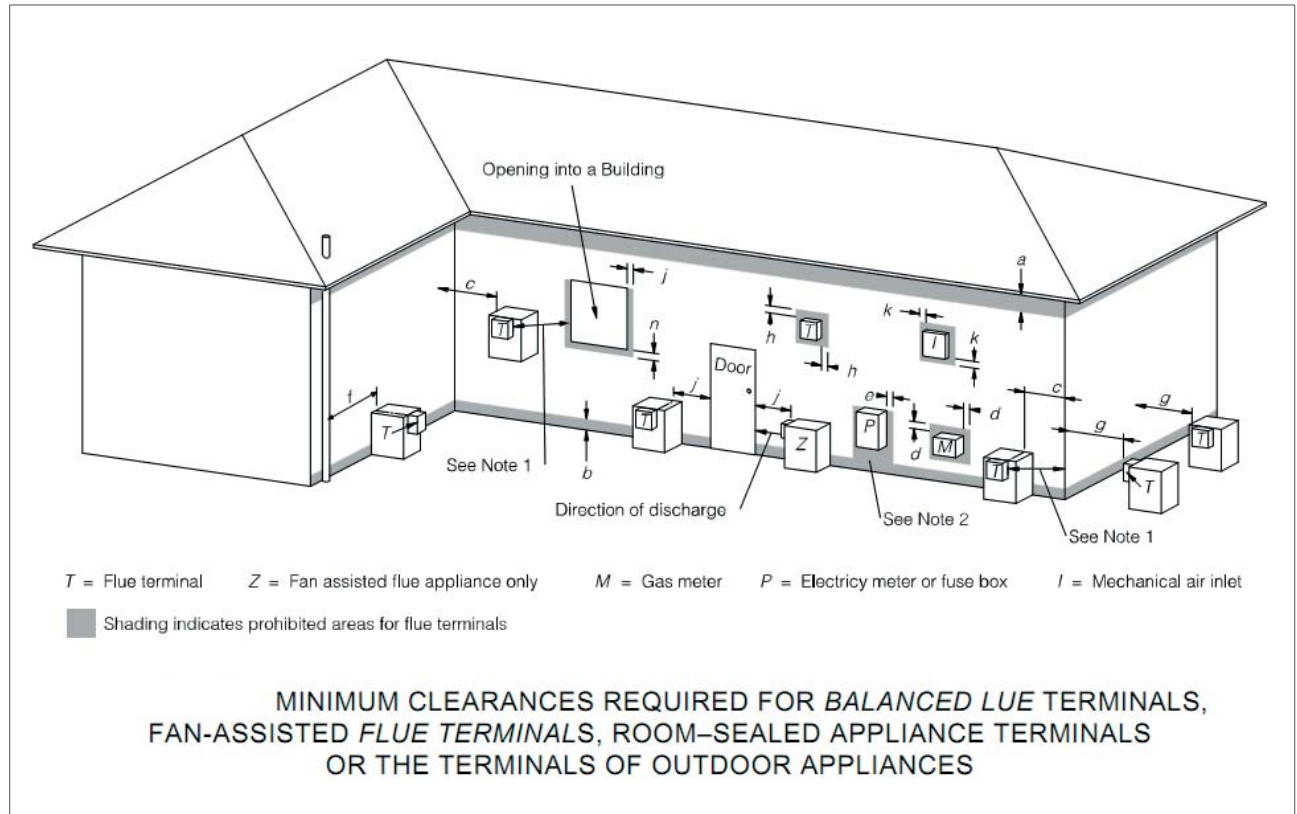 Opening into a Building
a
j
c
k
T
n
h
T
I
k
h
Door
f
j
j
e
d
c
g
g
T
T
P
d
M
T
T
Z
T
See Note 1
b
Direction of discharge
See Note 2
See Note 1
T = Flue terminal Z = Fan assisted flue appliance only M = Gas meter P = Electricy meter or fuse box I = Mechanical air inlet
Shading indicates prohibited areas for flue terminals
MINIMUM CLEARANCES REQUIRED FOR BALANCED LUE TERMINALS,
FAN-ASSISTED FLUE TERMINALS, ROOM–SEALED APPLIANCE TERMINALS
OR THE TERMINALS OF OUTDOOR APPLIANCES